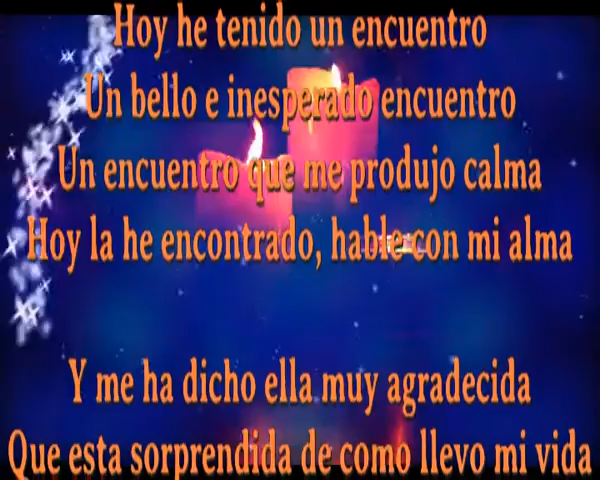 Hoy he tenido un encuentro
Un bello e inesperado encuentro
Un encuentro que me produjo calma
Hoy la he encontrado, hable con mi alma
Y me ha dicho ella muy agradecida
Que esta sorprendida de como llevo mi vida